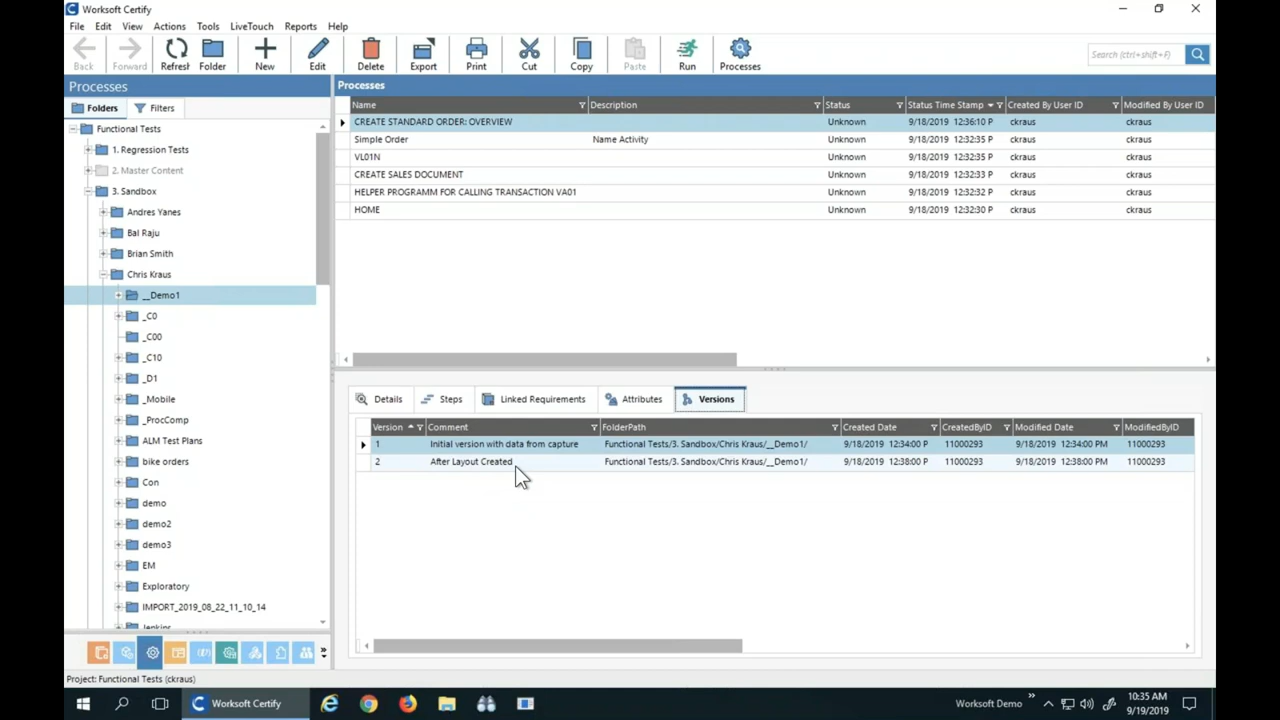 Worksoft Certify
File Edit View Actions Tools LiveTouch Reports Help
Back Forward Refresh Folder New Edit Delete Export Print Cut Copy Paste Run Processes
Search (ctrl+shift+F)
Processes
Folders Filters
Functional Tests
1. Regression Tests
2. Master Content
3. Sandbox
Andres Yanes
Bal Raju
Brian Smith
Chris Kraus
__Demo1
_C0
_C00
_C10
_D1
_Mobile
_ProcComp
ALM Test Plans
bike orders
Con
demo
demo2
demo3
EM
Exploratory
IMPORT_2019_08_22_11_10_14
Jenkins
Processes
Name Description Status Status Time Stamp Created By User ID Modified By User ID
CREATE STANDARD ORDER: OVERVIEW Unknown 9/18/2019 12:36:10 P ckraus ckraus
Simple Order Name Activity Unknown 9/18/2019 12:32:35 P ckraus ckraus
VL01N Unknown 9/18/2019 12:32:35 P ckraus ckraus
CREATE SALES DOCUMENT Unknown 9/18/2019 12:32:33 P ckraus ckraus
HELPER PROGRAMM FOR CALLING TRANSACTION VA01 Unknown 9/18/2019 12:32:32 P ckraus ckraus
HOME Unknown 9/18/2019 12:32:30 P ckraus ckraus
Details Steps Linked Requirements Attributes Versions
Version Comment FolderPath Created Date CreatedByID Modified Date ModifiedByID
1 Initial version with data from capture Functional Tests/3. Sandbox/Chris Kraus/__Demo1/ 9/18/2019 12:34:00 P 11000293 9/18/2019 12:34:00 PM 11000293
2 After Layout Created Functional Tests/3. Sandbox/Chris Kraus/__Demo1/ 9/18/2019 12:38:00 P 11000293 9/18/2019 12:38:00 PM 11000293
Project: Functional Tests (ckraus)
Worksoft Certify
Worksoft Demo
10:35 AM
9/19/2019